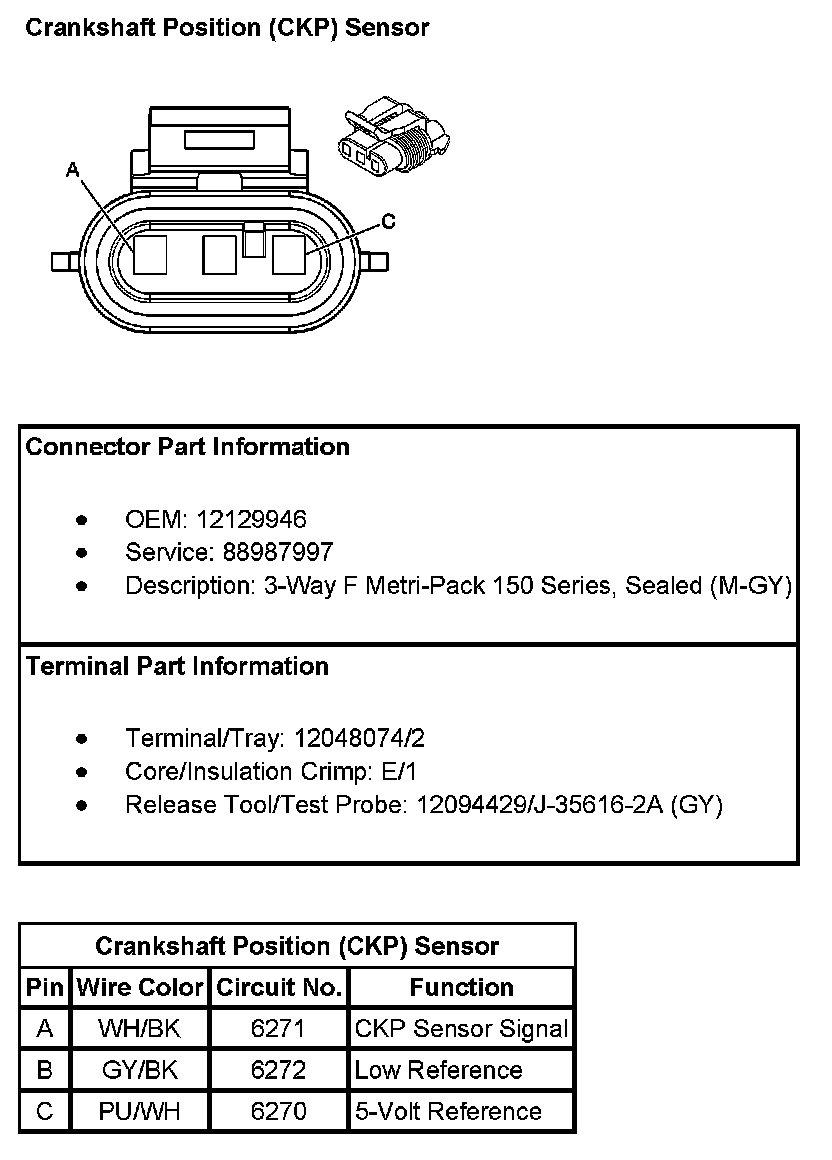 Crankshaft Position (CKP) Sensor
A
C
Connector Part Information
• OEM: 12129946
• Service: 88987997
• Description: 3-Way F Metri-Pack 150 Series, Sealed (M-GY)
Terminal Part Information
• Terminal/Tray: 12048074/2
• Core/Insulation Crimp: E/1
• Release Tool/Test Probe: 12094429/J-35616-2A (GY)
Crankshaft Position (CKP) Sensor
Pin Wire Color Circuit No. Function
A WH/BK 6271 CKP Sensor Signal
B GY/BK 6272 Low Reference
C PU/WH 6270 5-Volt Reference